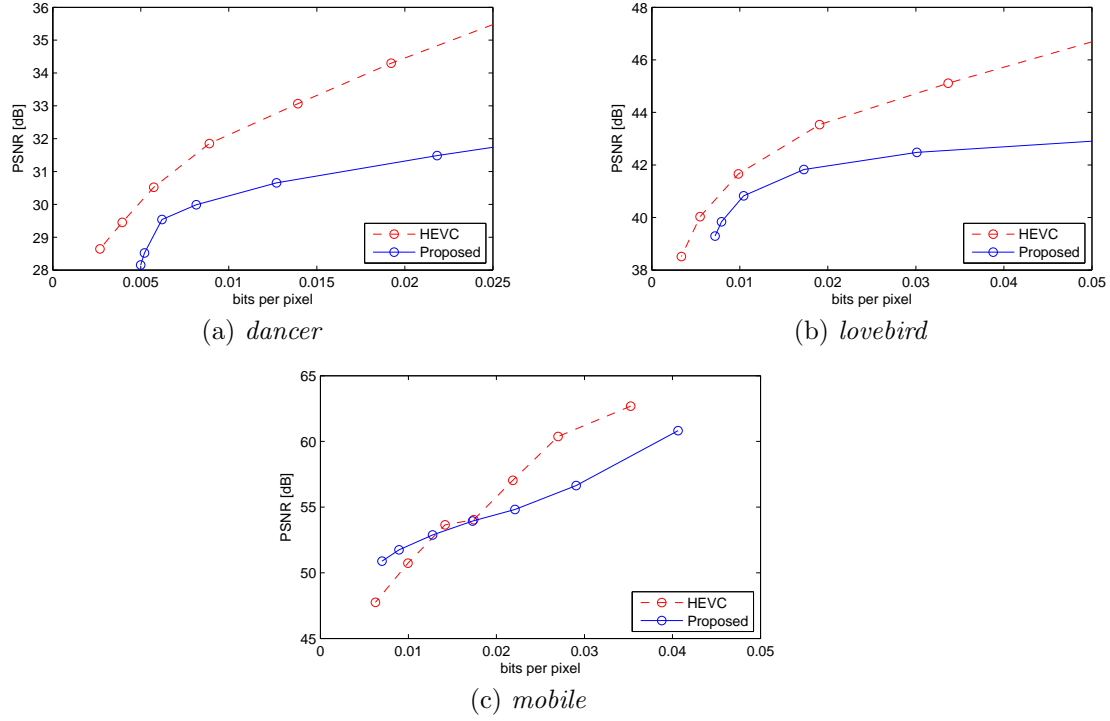 36
35
34
33
32
31
30
29
28
PSNR [dB]
0
0.005
0.01
0.015
0.02
0.025
bits per pixel
HEVC
Proposed
(a) dancer
48
46
44
42
40
38
PSNR [dB]
0
0.01
0.02
0.03
0.04
0.05
bits per pixel
HEVC
Proposed
(b) lovebird
65
60
55
50
45
PSNR [dB]
0
0.01
0.02
0.03
0.04
0.05
bits per pixel
HEVC
Proposed
(c) mobile